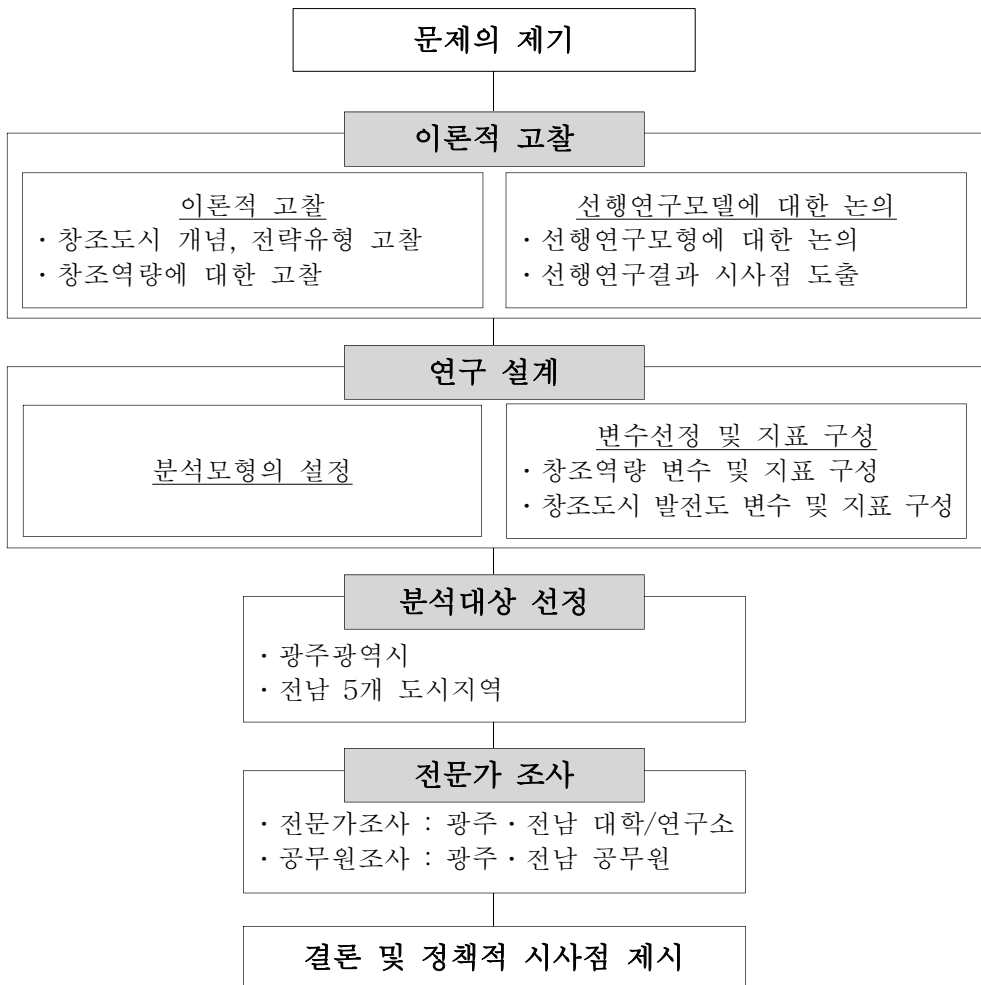 문제의 제기
이론적 고찰
이론적 고찰
· 창조도시 개념, 전략유형 고찰
· 창조역량에 대한 고찰
선행연구모델에 대한 논의
· 선행연구모형에 대한 논의
· 선행연구결과 시사점 도출
연구 설계
분석모형의 설정
변수선정 및 지표 구성
· 창조역량 변수 및 지표 구성
· 창조도시 발전도 변수 및 지표 구성
분석대상 선정
· 광주광역시
· 전남 5개 도시지역
전문가 조사
· 전문가조사 : 광주 · 전남 대학/연구소
· 공무원조사 : 광주 · 전남 공무원
결론 및 정책적 시사점 제시